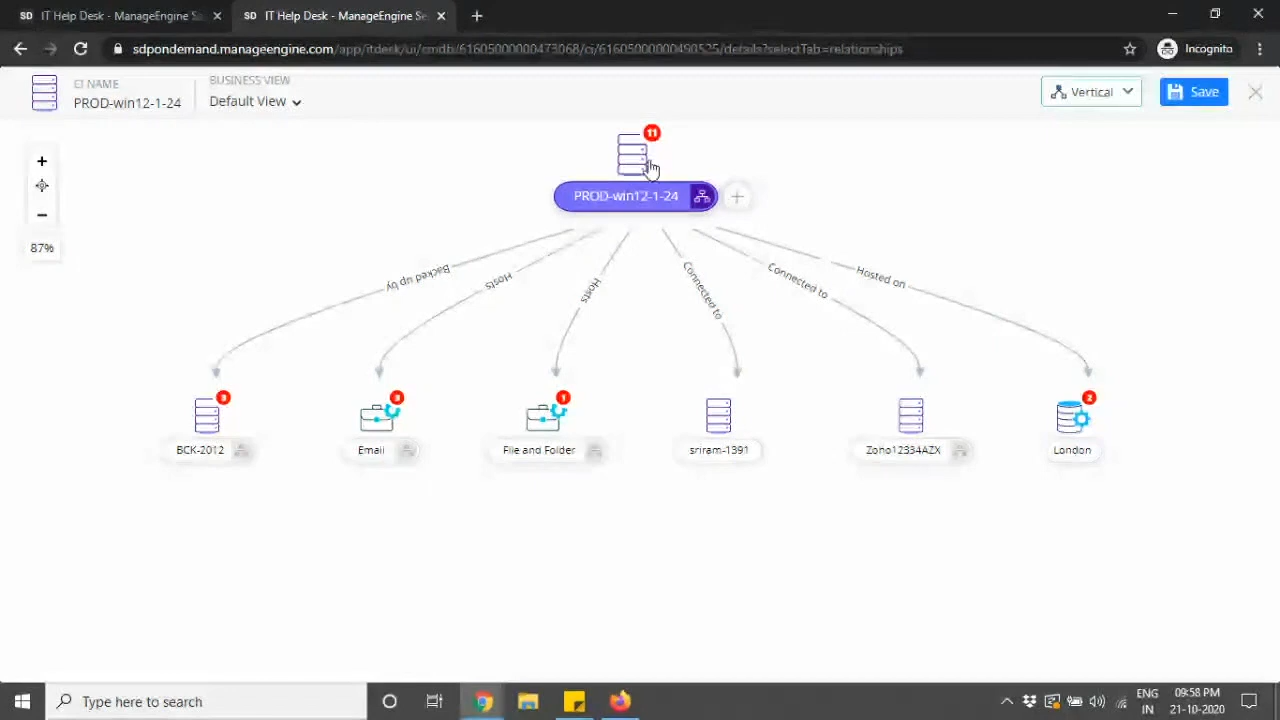 SD IT Help Desk - ManageEngine S
SD IT Help Desk - ManageEngine Se
sdpondemand.manageengine.com/app/itdesk/ui/cmdb/61605000000473068/ci/61605000000490525/details?selectTab=relationships
Incognito
CI NAME
PROD-win12-1-24
BUSINESS VIEW
Default View
Vertical
Save
11
PROD-win12-1-24
87%
Backed up by
Hosts
Hosts
Connected to
Connected to
Hosted on
1
2
BCK-2012
Email
File and Folder
sriram-1391
Zoho12334AZX
London
Type here to search
ENG
IN
09:58 PM
21-10-2020